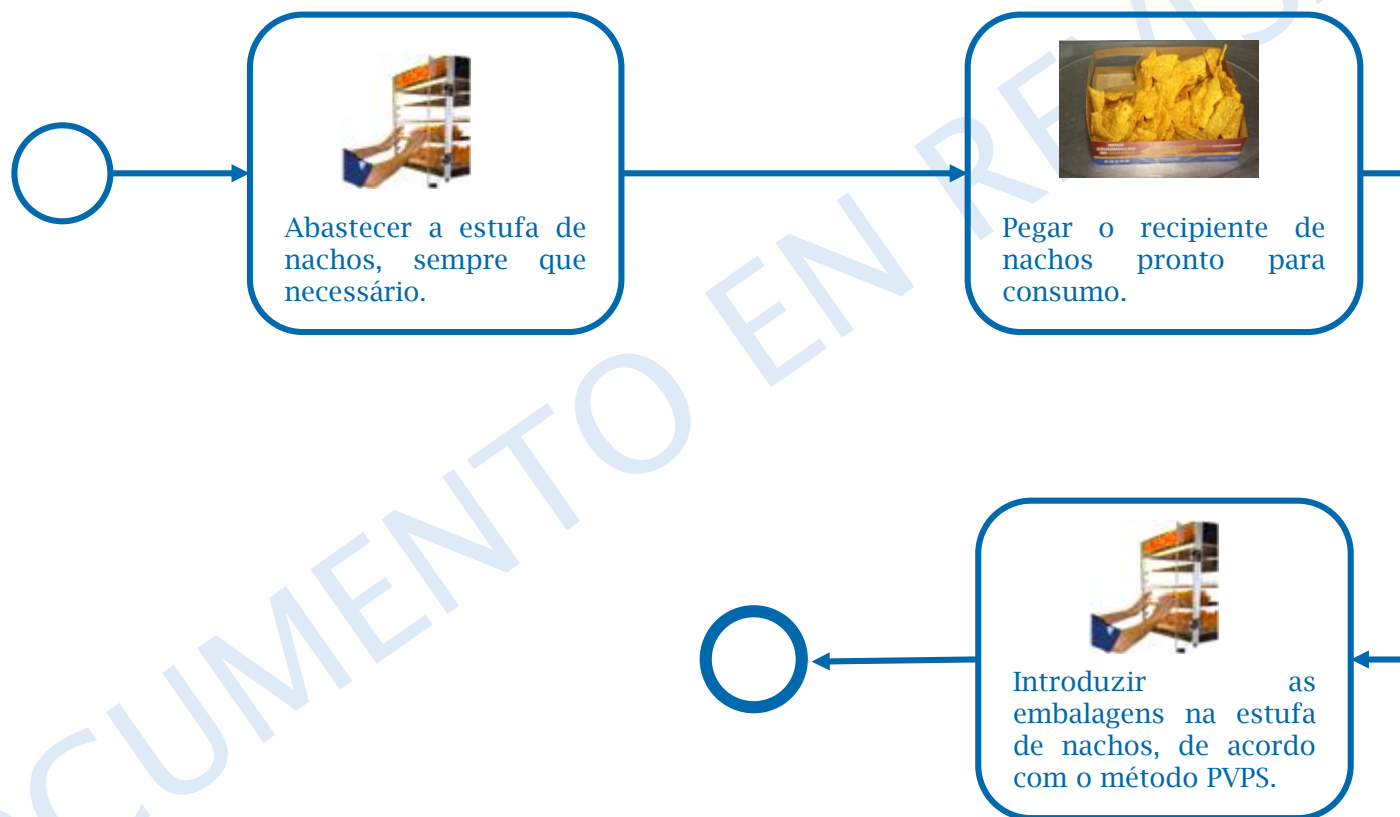 Abastecer a estufa de
nachos, sempre que
necessário.
Pegar o recipiente de
nachos pronto para
consumo.
Introduzir as
embalagens na estufa
de nachos, de acordo
com o método PVPS.
EN